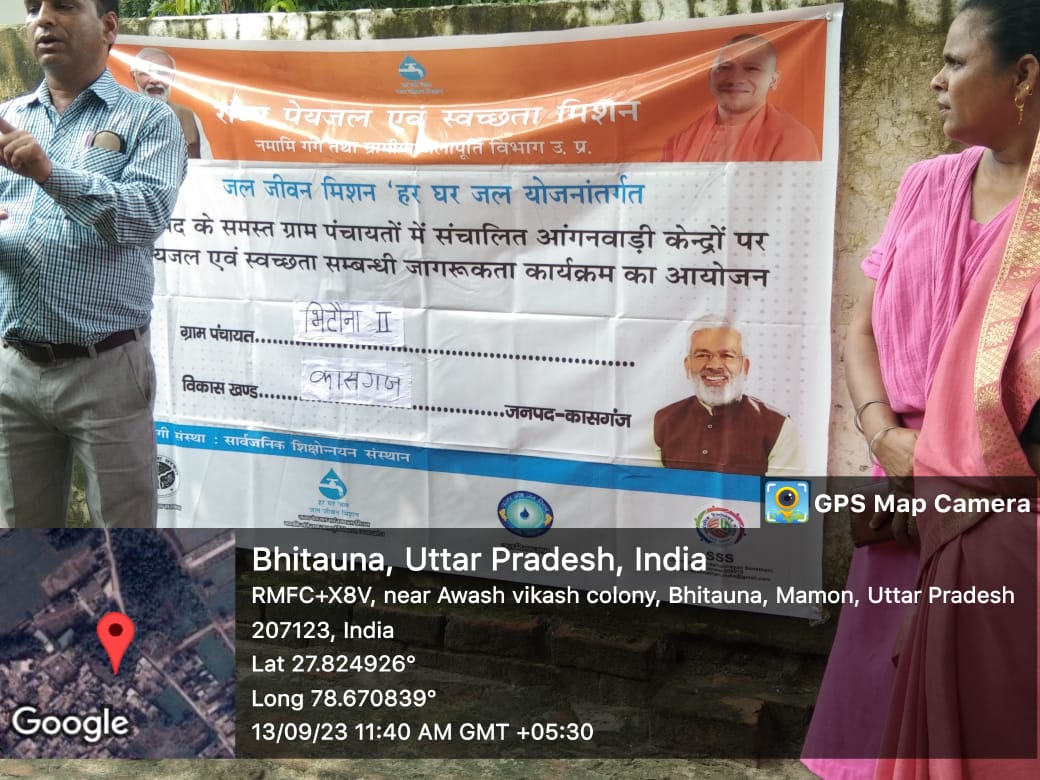 पेयजल एवं स्वच्छता मिशन
नमामि गंगे तथा ग्रामीण जलापूर्ति विभाग उ. प्र.
जल जीवन मिशन 'हर घर जल योजनांतर्गत
पद के समस्त ग्राम पंचायतों में संचालित आंगनवाड़ी केन्द्रों पर
यजल एवं स्वच्छता सम्बन्धी जागरूकता कार्यक्रम का आयोजन
ग्राम पंचायत भिटौना II
विकास खण्ड कासगंज जनपद-कासगंज
गी संस्था : सार्वजनिक शिक्षोन्नयन संस्थान
हर घर जल
जल जीवन मिशन
SSS
GPS Map Camera
Bhitauna, Uttar Pradesh, India
RMFC+X8V, near Awash vikash colony, Bhitauna, Mamon, Uttar Pradesh
207123, India
Lat 27.824926°
Long 78.670839°
13/09/23 11:40 AM GMT +05:30
Google